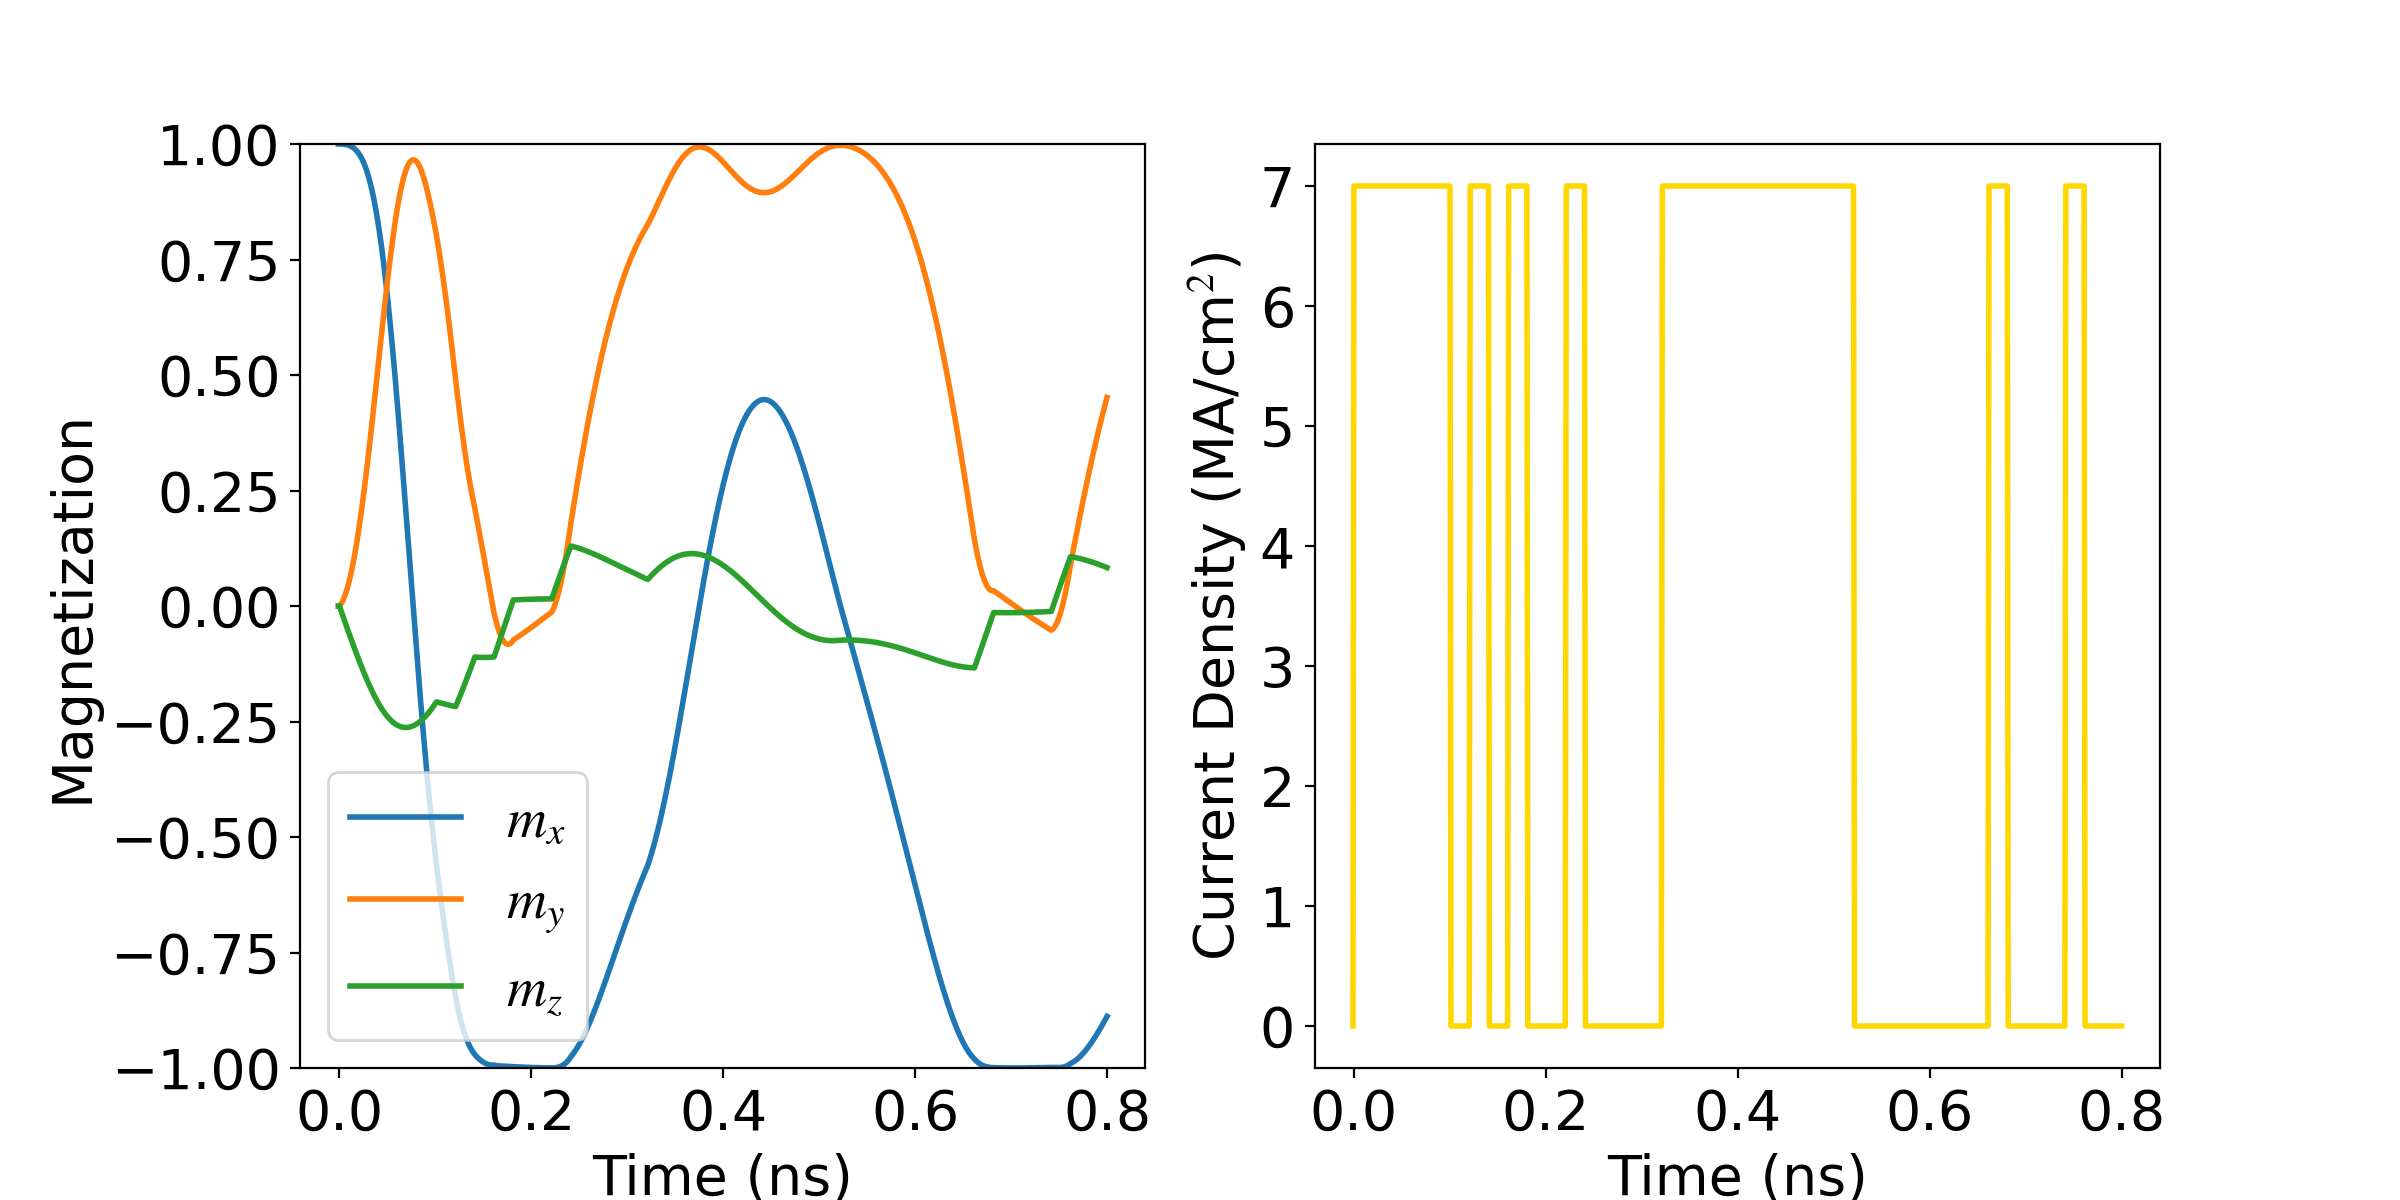 1.00
0.75
0.50
0.25
0.00
−0.25
−0.50
−0.75
−1.00
Magnetization
m_x
m_y
m_z
0.0 0.2 0.4 0.6 0.8
Time (ns)
7
6
5
4
3
2
1
0
Current Density (MA/cm²)
0.0 0.2 0.4 0.6 0.8
Time (ns)